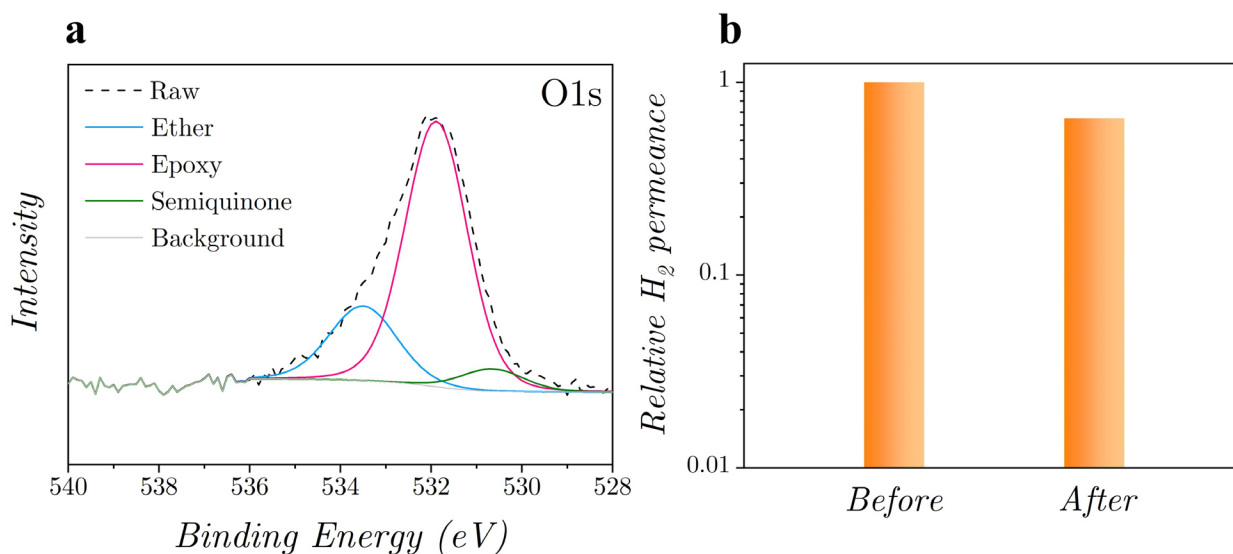 a
O1s
Raw
Ether
Epoxy
Semiquinone
Background
Intensity
540 538 536 534 532 530 528
Binding Energy (eV)
b
Relative H₂ permeance
1
0.1
0.01
Before After